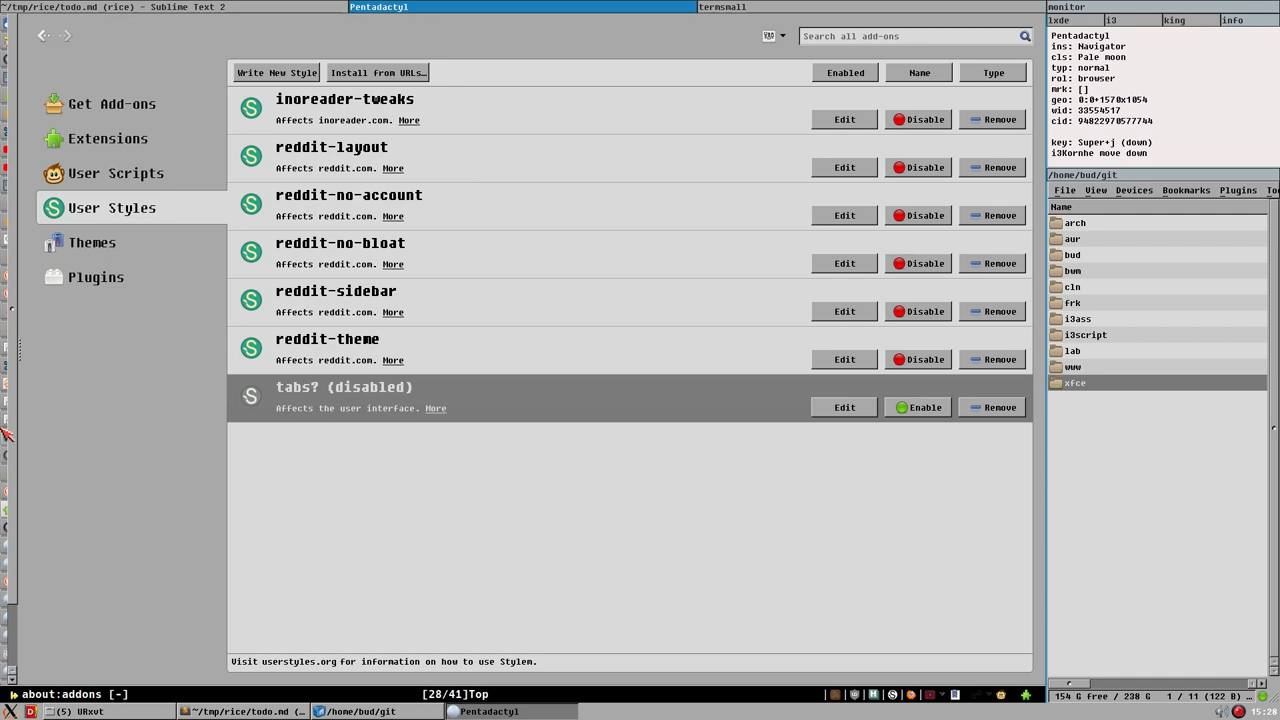 ~/tmp/rice/todo.md (rice) - Sublime Text 2
Pentadactyl
termsmall
monitor
lxde
i3
king
info
Search all add-ons
Pentadactyl
ins: Navigator
cls: Pale moon
typ: normal
rol: browser
mrk: []
geo: 0:0+1570x1054
wid: 33554517
cid: 94822970577744
key: Super+j (down)
i3Kornhe move down
Get Add-ons
Extensions
User Scripts
User Styles
Themes
Plugins
Write New Style
Install from URLs…
Enabled
Name
Type
inoreader-tweaks
Affects inoreader.com. More
Edit
Disable
Remove
reddit-layout
Affects reddit.com. More
Edit
Disable
Remove
reddit-no-account
Affects reddit.com. More
Edit
Disable
Remove
reddit-no-bloat
Affects reddit.com. More
Edit
Disable
Remove
reddit-sidebar
Affects reddit.com. More
Edit
Disable
Remove
reddit-theme
Affects reddit.com. More
Edit
Disable
Remove
tabs? (disabled)
Affects the user interface. More
Edit
Enable
Remove
Visit userstyles.org for information on how to use Stylem.
/home/bud/git
File View Devices Bookmarks Plugins To
Name
arch
aur
bud
bwm
cln
frk
i3ass
i3script
lab
www
xfce
about:addons [-]
[28/41]Top
154 G free / 238 G
1 / 11 (122 B) …
(5) URxvt
~/tmp/rice/todo.md (…
/home/bud/git
Pentadactyl
15:28